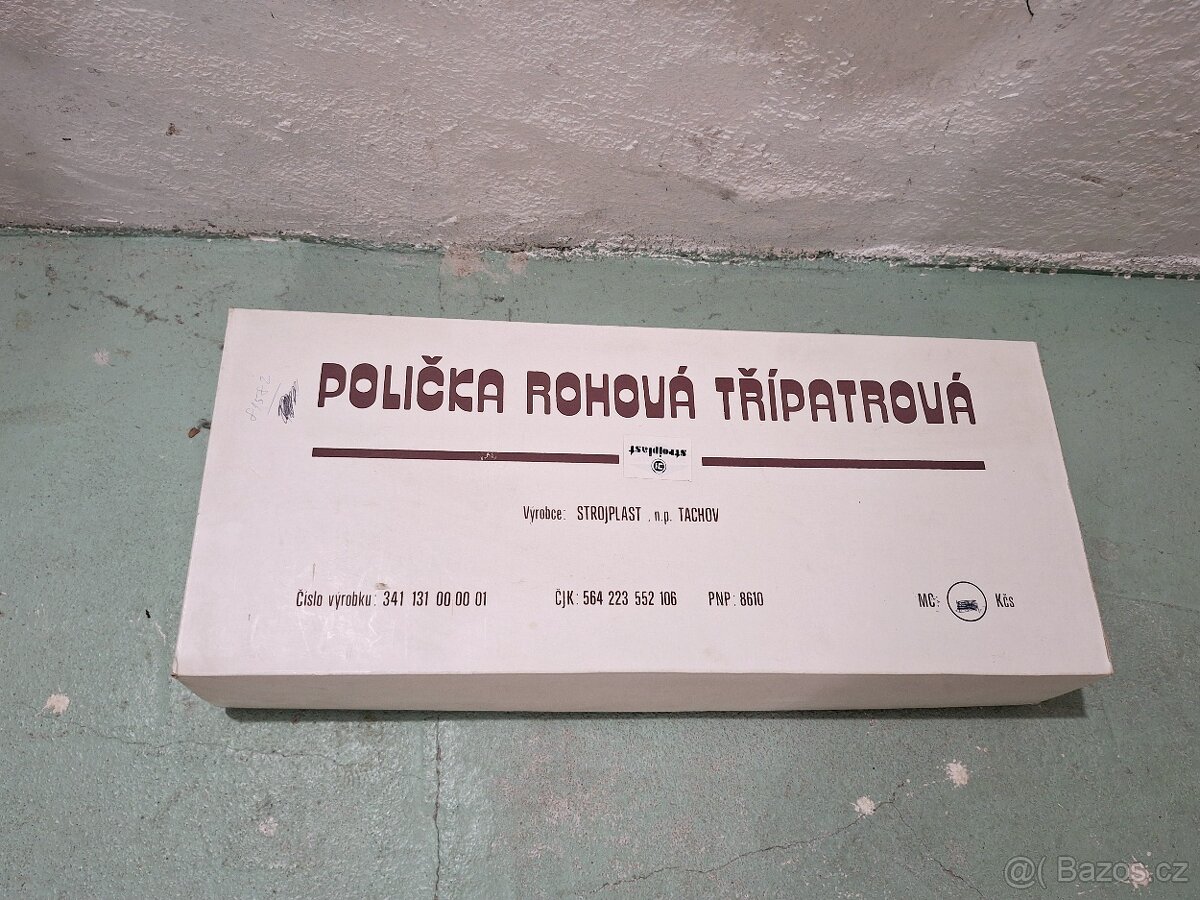 POLIČKA ROHOVÁ TŘÍPATROVÁ
strojplast
Výrobce: STROJPLAST , n.p. TACHOV
Číslo výrobku: 341 131 00 00 01 ČJK: 564 223 552 106 PNP: 8610 MC: Kčs
@( Bazos.cz